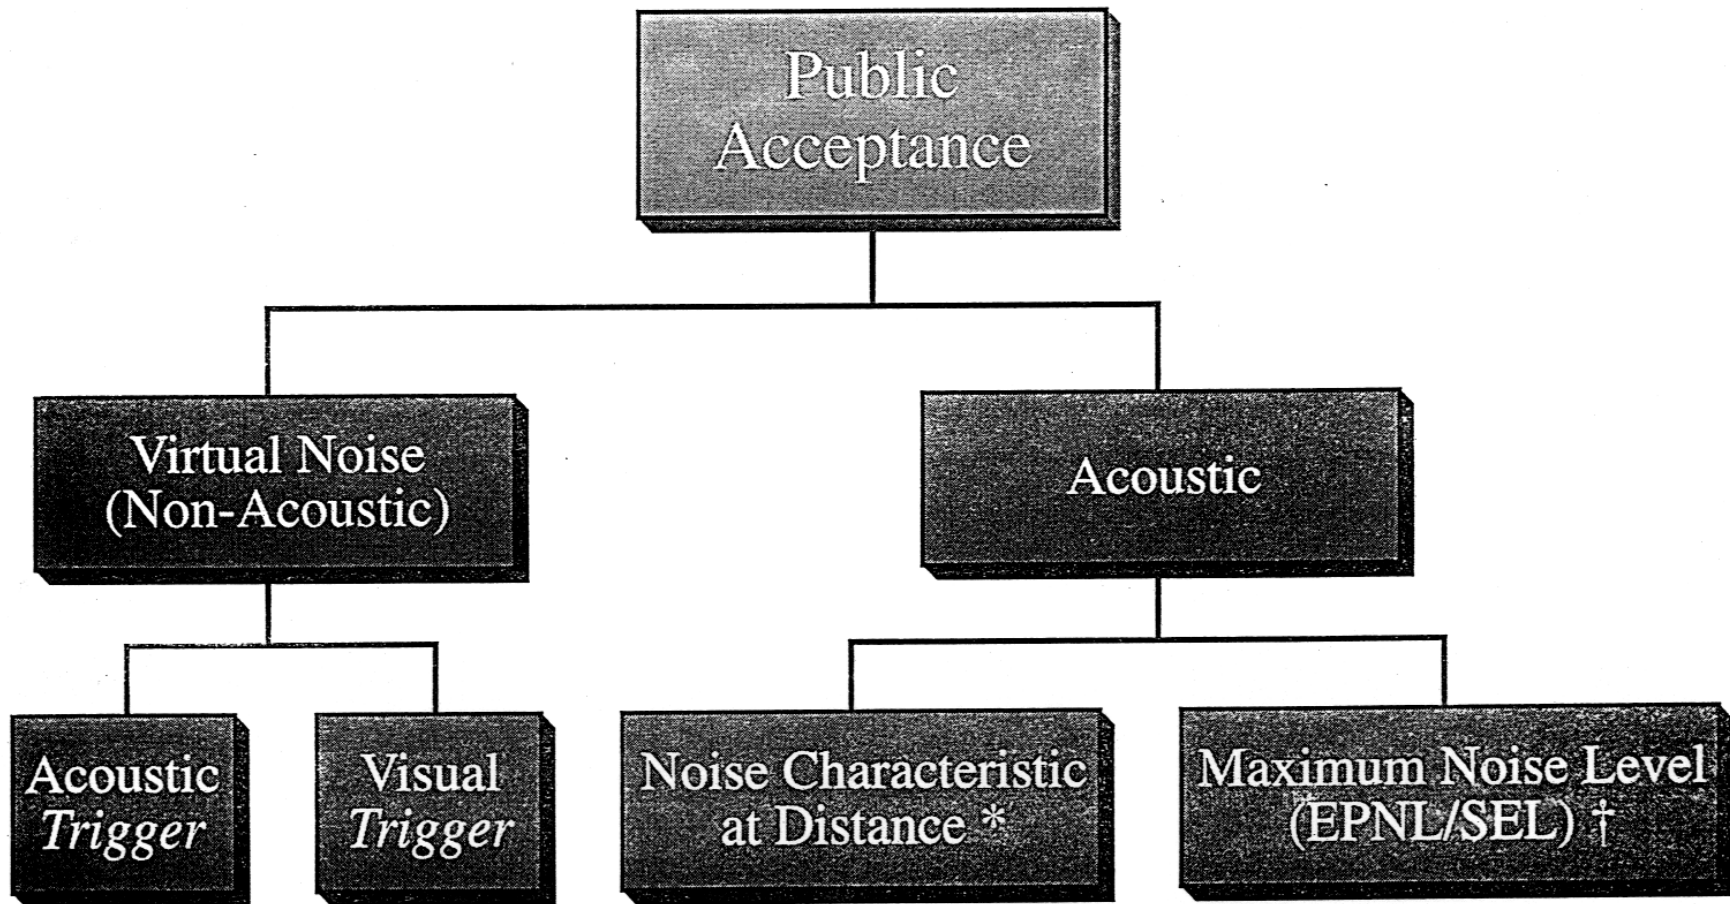 Public
Acceptance
Virtual Noise
(Non-Acoustic)
Acoustic
Acoustic
Trigger
Visual
Trigger
Noise Characteristic
at Distance *
Maximum Noise Level
(EPNL/SEL) †